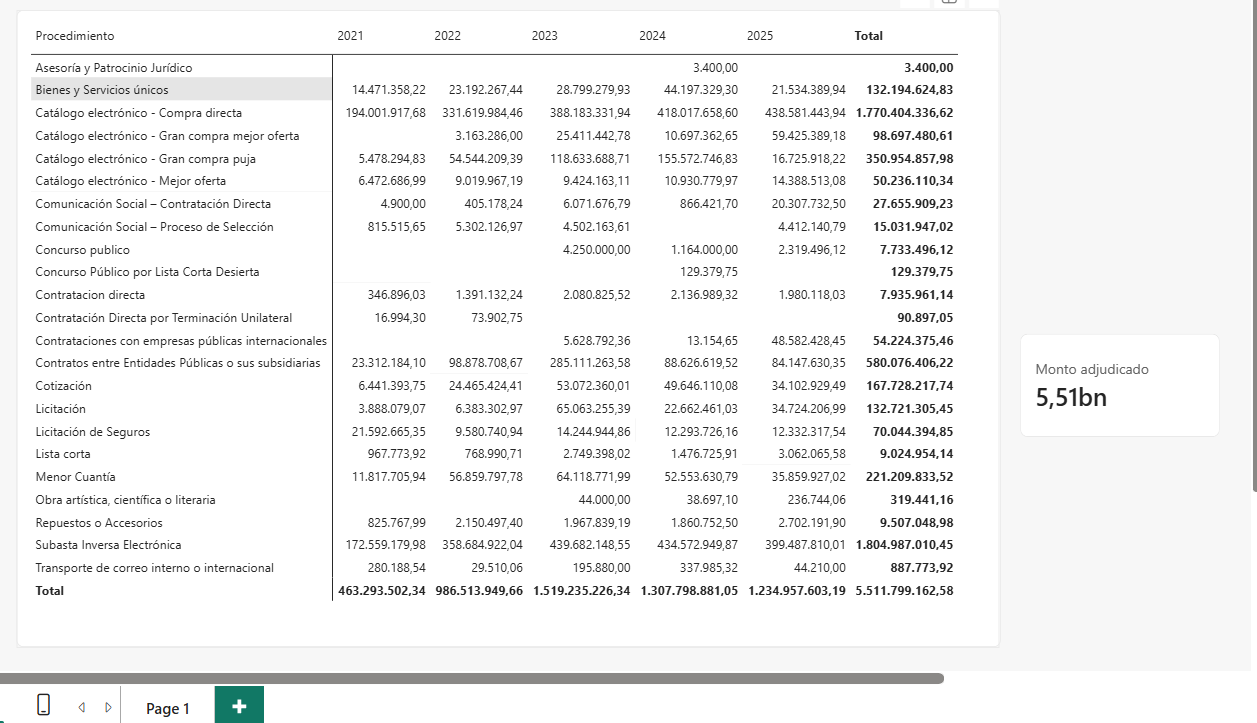 Procedimiento 2021 2022 2023 2024 2025 Total
Asesoría y Patrocinio Jurídico 3.400,00 3.400,00
Bienes y Servicios únicos 14.471.358,22 23.192.267,44 28.799.279,93 44.197.329,30 21.534.389,94 132.194.624,83
Catálogo electrónico - Compra directa 194.001.917,68 331.619.984,46 388.183.331,94 418.017.658,60 438.581.443,94 1.770.404.336,62
Catálogo electrónico - Gran compra mejor oferta 3.163.286,00 25.411.442,78 10.697.362,65 59.425.389,18 98.697.480,61
Catálogo electrónico - Gran compra puja 5.478.294,83 54.544.209,39 118.633.688,71 155.572.746,83 16.725.918,22 350.954.857,98
Catálogo electrónico - Mejor oferta 6.472.686,99 9.019.967,19 9.424.163,11 10.930.779,97 14.388.513,08 50.236.110,34
Comunicación Social – Contratación Directa 4.900,00 405.178,24 6.071.676,79 866.421,70 20.307.732,50 27.655.909,23
Comunicación Social – Proceso de Selección 815.515,65 5.302.126,97 4.502.163,61 4.412.140,79 15.031.947,02
Concurso publico 4.250.000,00 1.164.000,00 2.319.496,12 7.733.496,12
Concurso Público por Lista Corta Desierta 129.379,75 129.379,75
Contratacion directa 346.896,03 1.391.132,24 2.080.825,52 2.136.989,32 1.980.118,03 7.935.961,14
Contratación Directa por Terminación Unilateral 16.994,30 73.902,75 90.897,05
Contrataciones con empresas públicas internacionales 5.628.792,36 13.154,65 48.582.428,45 54.224.375,46
Contratos entre Entidades Públicas o sus subsidiarias 23.312.184,10 98.878.708,67 285.111.263,58 88.626.619,52 84.147.630,35 580.076.406,22
Cotización 6.441.393,75 24.465.424,41 53.072.360,01 49.646.110,08 34.102.929,49 167.728.217,74
Licitación 3.888.079,07 6.383.302,97 65.063.255,39 22.662.461,03 34.724.206,99 132.721.305,45
Licitación de Seguros 21.592.665,35 9.580.740,94 14.244.944,86 12.293.726,16 12.332.317,54 70.044.394,85
Lista corta 967.773,92 768.990,71 2.749.398,02 1.476.725,91 3.062.065,58 9.024.954,14
Menor Cuantía 11.817.705,94 56.859.797,78 64.118.771,99 52.553.630,79 35.859.927,02 221.209.833,52
Obra artística, científica o literaria 44.000,00 38.697,10 236.744,06 319.441,16
Repuestos o Accesorios 825.767,99 2.150.497,40 1.967.839,19 1.860.752,50 2.702.191,90 9.507.048,98
Subasta Inversa Electrónica 172.559.179,98 358.684.922,04 439.682.148,55 434.572.949,87 399.487.810,01 1.804.987.010,45
Transporte de correo interno o internacional 280.188,54 29.510,06 195.880,00 337.985,32 44.210,00 887.773,92
Total 463.293.502,34 986.513.949,66 1.519.235.226,34 1.307.798.881,05 1.234.957.603,19 5.511.799.162,58
Monto adjudicado
5,51bn
Page 1